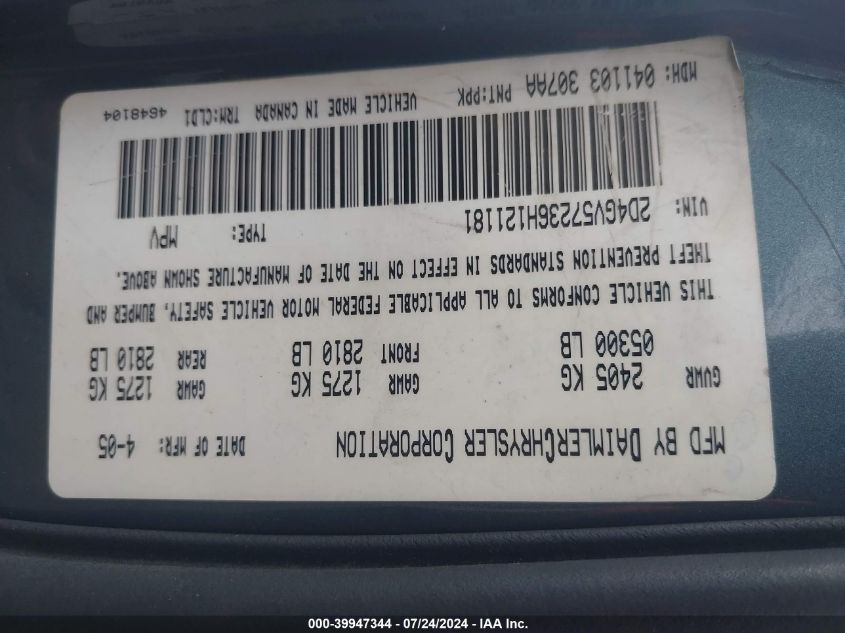 MFD BY DAIMLERCHRYSLER CORPORATION DATE OF MFR: 4-05
GVWR 2405 KG GAWR 1275 KG GAWR 1275 KG
05300 LB FRONT 2810 LB REAR 2810 LB
THIS VEHICLE CONFORMS TO ALL APPLICABLE FEDERAL MOTOR VEHICLE SAFETY, BUMPER AND
THEFT PREVENTION STANDARDS IN EFFECT ON THE DATE OF MANUFACTURE SHOWN ABOVE.
VIN: 2D4GV57236H121181 TYPE: MPV
MDH: 041103 307AA PNT:PPK VEHICLE MADE IN CANADA TRM:CLD1 4648104
000-39947344 / 07/24/2024 - IAAI.com